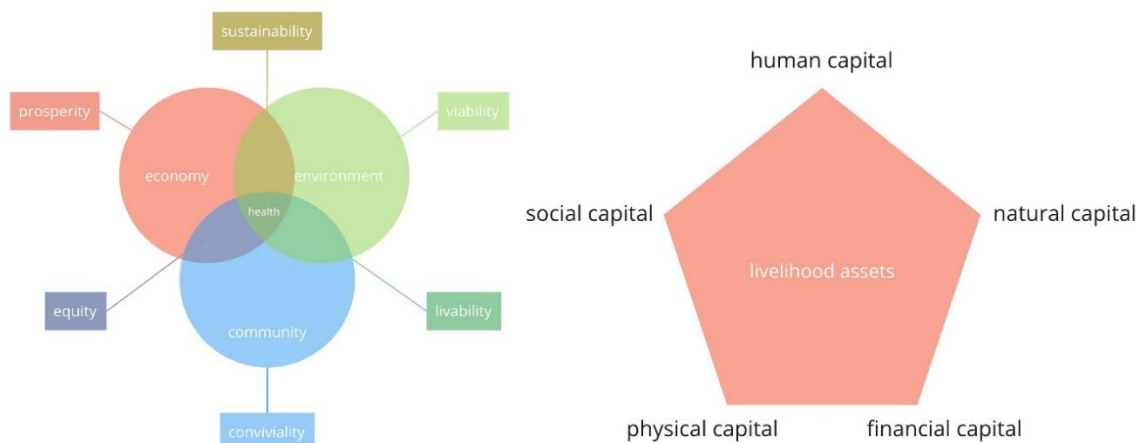 sustainability
prosperity
viability
economy
environment
health
equity
livability
community
conviviality
human capital
social capital
natural capital
livelihood assets
physical capital
financial capital